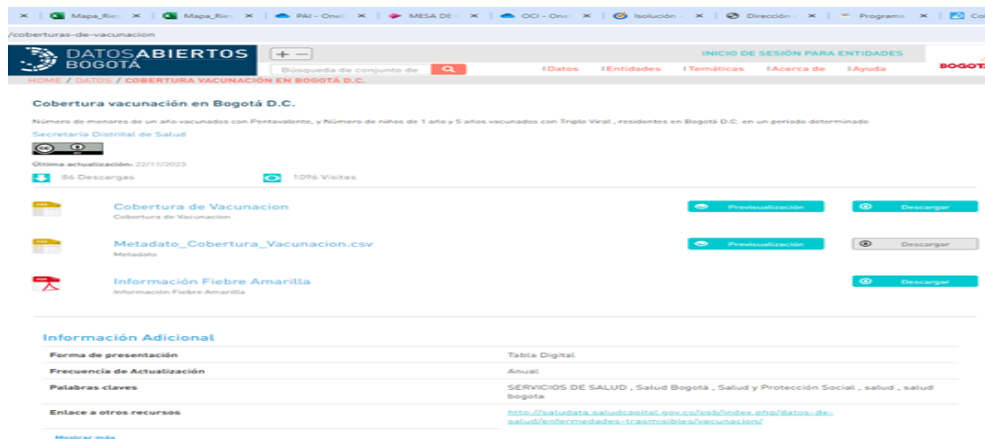 Mapa_Rie
Mapa_Rie
PAI - One
MESA DE
OCI - One
Isolución -
Dirección
Programa
Co
/coberturas-de-vacunacion
DATOSABIERTOS
BOGOTÁ
INICIO DE SESIÓN PARA ENTIDADES
Búsqueda de conjunto de
Datos
Entidades
Temáticas
Acerca de
Ayuda
BOGOT
HOME / DATOS / COBERTURA VACUNACIÓN EN BOGOTÁ D.C.
Cobertura vacunación en Bogotá D.C.
Número de menores de un año vacunados con Pentavalente, y Número de niños de 1 año y 5 años vacunados con Triple Viral , residentes en Bogotá D.C. en un periodo determinado
Secretaría Distrital de Salud
Última actualización: 22/11/2023
86 Descargas
1096 Visitas
Cobertura de Vacunacion
Cobertura de Vacunacion
Previsualización
Descargar
Metadato_Cobertura_Vacunacion.csv
Metadato
Previsualización
Descargar
Información Fiebre Amarilla
Información Fiebre Amarilla
Descargar
Información Adicional
Forma de presentación
Tabla Digital
Frecuencia de Actualización
Anual
Palabras claves
SERVICIOS DE SALUD , Salud Bogotá , Salud y Protección Social , salud , salud
bogota
Enlace a otros recursos
http://saludata.saludcapital.gov.co/osb/index.php/datos-de-
salud/enfermedades-trasmisibles/vacunacion/
Mostrar más